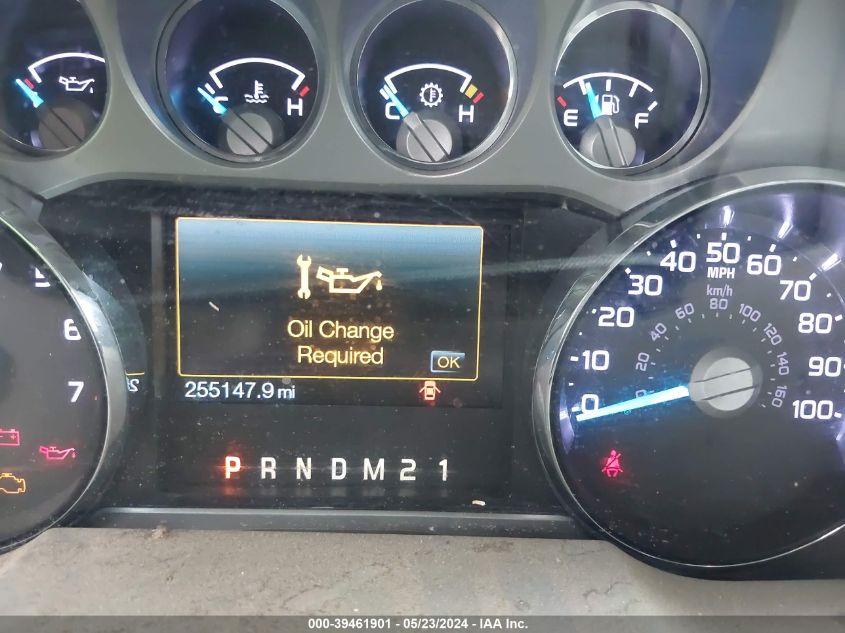 C H
C H
E F
Oil Change
Required
OK
255147.9 mi
P R N D M 2 1
5
6
7
0 10 20 30 40 50 60 70 80 90 100
MPH
km/h
20 40 60 80 100 120 140 160
000-39461901 - 05/23/2024 - IAA Inc.